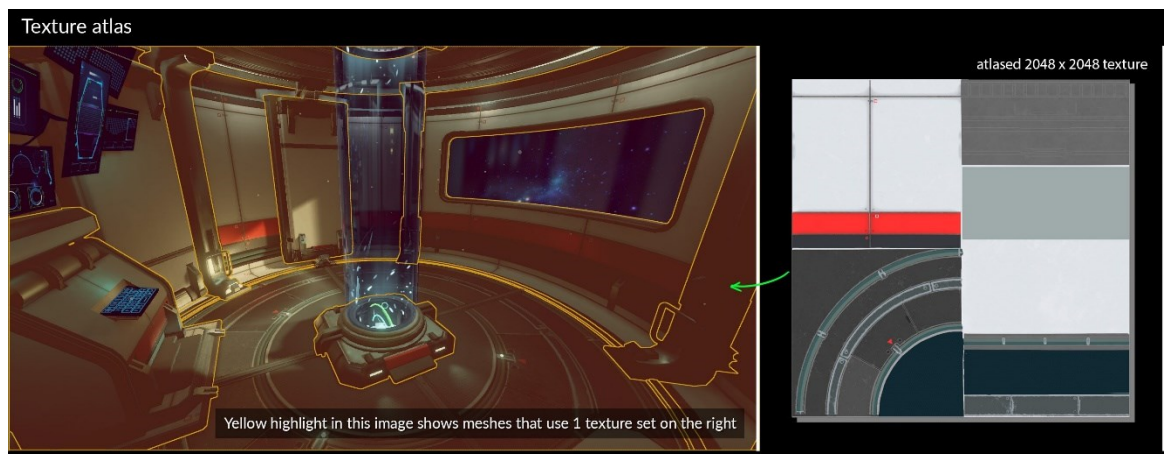 Texture atlas
atlased 2048 x 2048 texture
Yellow highlight in this image shows meshes that use 1 texture set on the right